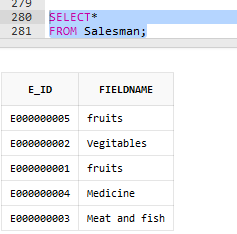 279
280 SELECT*
281 FROM Salesman;
E_ID FIELDNAME
E000000005 fruits
E000000002 Vegitables
E000000001 fruits
E000000004 Medicine
E000000003 Meat and fish